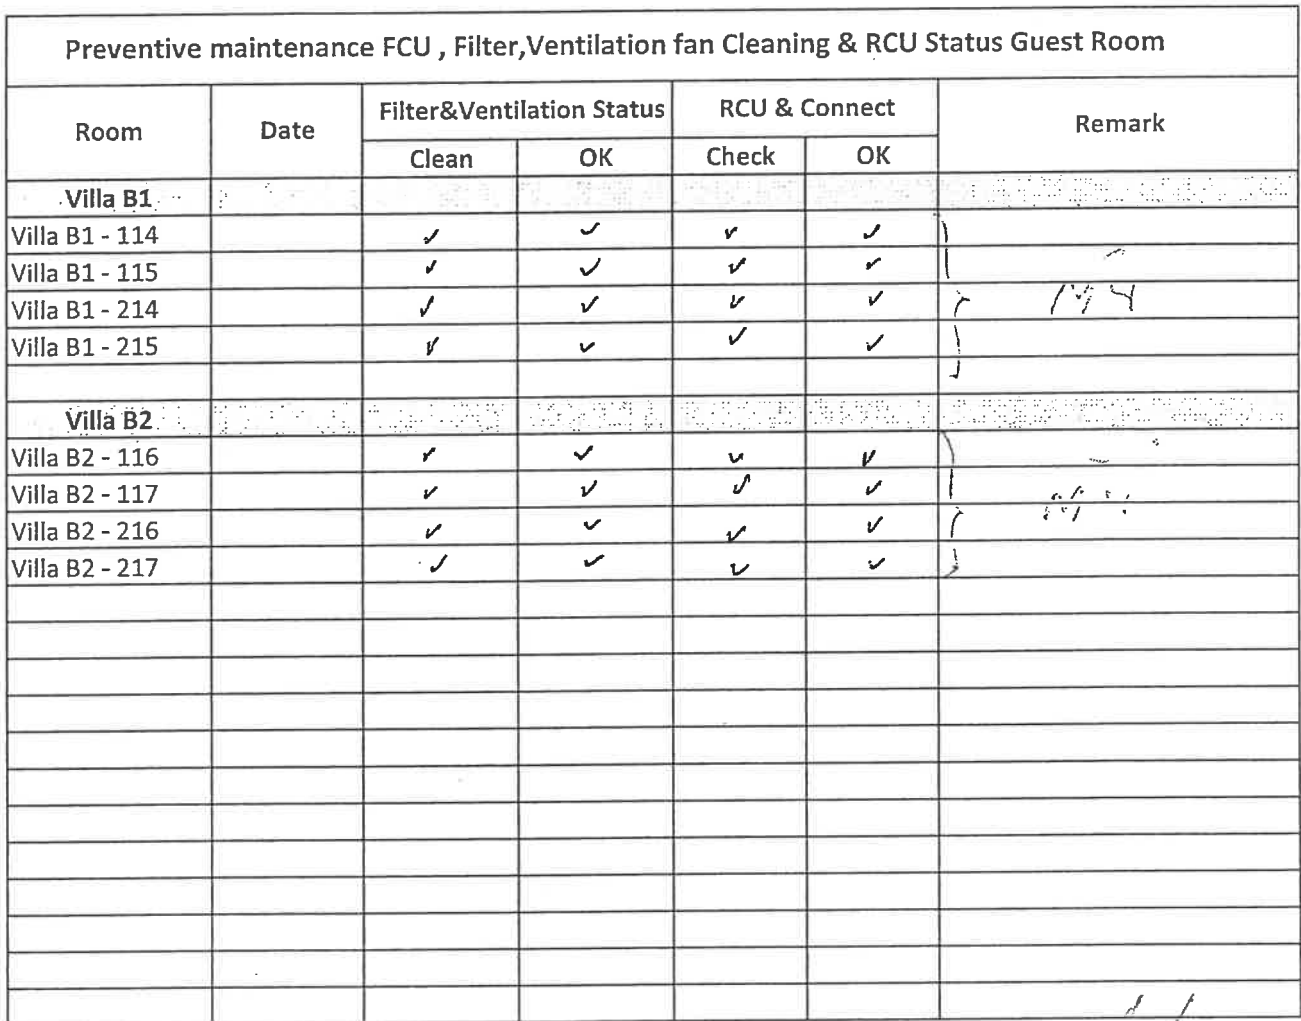 Preventive maintenance FCU , Filter,Ventilation fan Cleaning & RCU Status Guest Room
Room Date Filter&Ventilation Status RCU & Connect Remark
Clean OK Check OK
Villa B1
Villa B1 - 114 ✓ ✓ ✓ ✓
Villa B1 - 115 ✓ ✓ ✓ ✓
Villa B1 - 214 ✓ ✓ ✓ ✓
Villa B1 - 215 ✓ ✓ ✓ ✓
Villa B2
Villa B2 - 116 ✓ ✓ ✓ ✓
Villa B2 - 117 ✓ ✓ ✓ ✓
Villa B2 - 216 ✓ ✓ ✓ ✓
Villa B2 - 217 ✓ ✓ ✓ ✓